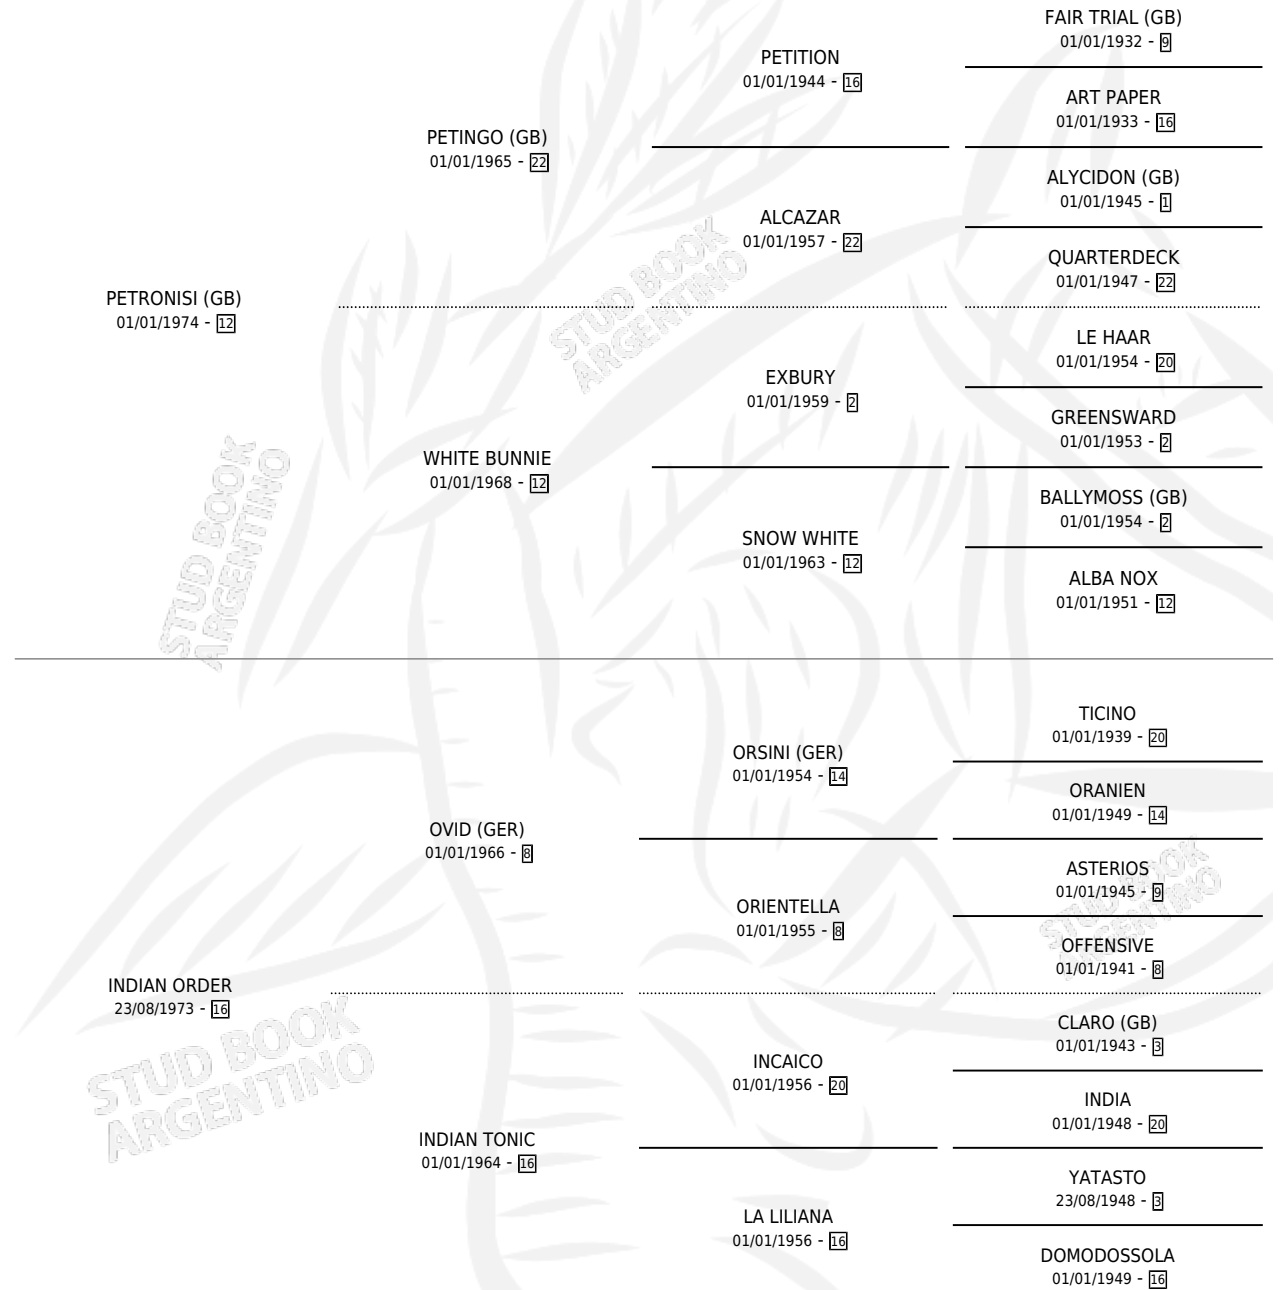 FAIR TRIAL (GB)
01/01/1932 - 9
PETITION
01/01/1944 - 16
ART PAPER
01/01/1933 - 16
PETINGO (GB)
01/01/1965 - 22
ALYCIDON (GB)
01/01/1945 - 1
ALCAZAR
01/01/1957 - 22
QUARTERDECK
01/01/1947 - 22
PETRONISI (GB)
01/01/1974 - 12
LE HAAR
01/01/1954 - 20
EXBURY
01/01/1959 - 2
GREENSWARD
01/01/1953 - 2
WHITE BUNNIE
01/01/1968 - 12
BALLYMOSS (GB)
01/01/1954 - 2
SNOW WHITE
01/01/1963 - 12
ALBA NOX
01/01/1951 - 12
TICINO
01/01/1939 - 20
ORSINI (GER)
01/01/1954 - 14
ORANIEN
01/01/1949 - 14
OVID (GER)
01/01/1966 - 8
ASTERIOS
01/01/1945 - 9
ORIENTELLA
01/01/1955 - 8
OFFENSIVE
01/01/1941 - 8
INDIAN ORDER
23/08/1973 - 16
CLARO (GB)
01/01/1943 - 3
INCAICO
01/01/1956 - 20
INDIA
01/01/1948 - 20
INDIAN TONIC
01/01/1964 - 16
YATASTO
23/08/1948 - 3
LA LILIANA
01/01/1956 - 16
DOMODOSSOLA
01/01/1949 - 16
STUD BOOK
ARGENTINO
STUD BOOK
ARGENTINO
STUD BOOK
ARGENTINO
STUD BOOK
ARGENTINO